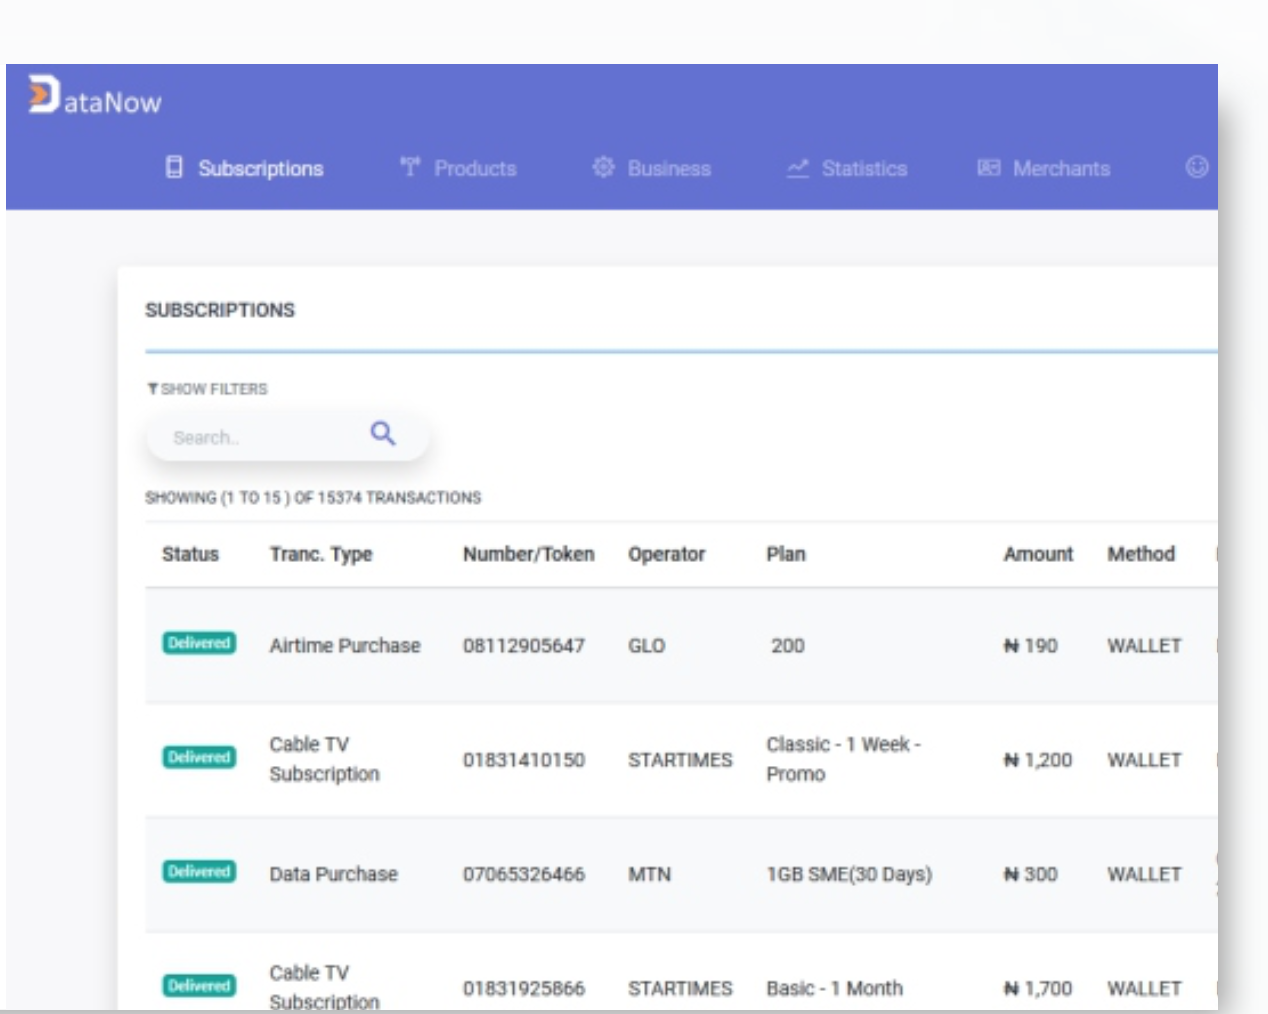 DataNow
Subscriptions Products Business Statistics Merchants
SUBSCRIPTIONS
SHOW FILTERS
Search..
SHOWING (1 TO 15 ) OF 15374 TRANSACTIONS
Status Tranc. Type Number/Token Operator Plan Amount Method
Delivered Airtime Purchase 08112905647 GLO 200 ₦ 190 WALLET
Delivered Cable TV Subscription 01831410150 STARTIMES Classic - 1 Week - Promo ₦ 1,200 WALLET
Delivered Data Purchase 07065326466 MTN 1GB SME(30 Days) ₦ 300 WALLET
Delivered Cable TV Subscription 01831925866 STARTIMES Basic - 1 Month ₦ 1,700 WALLET